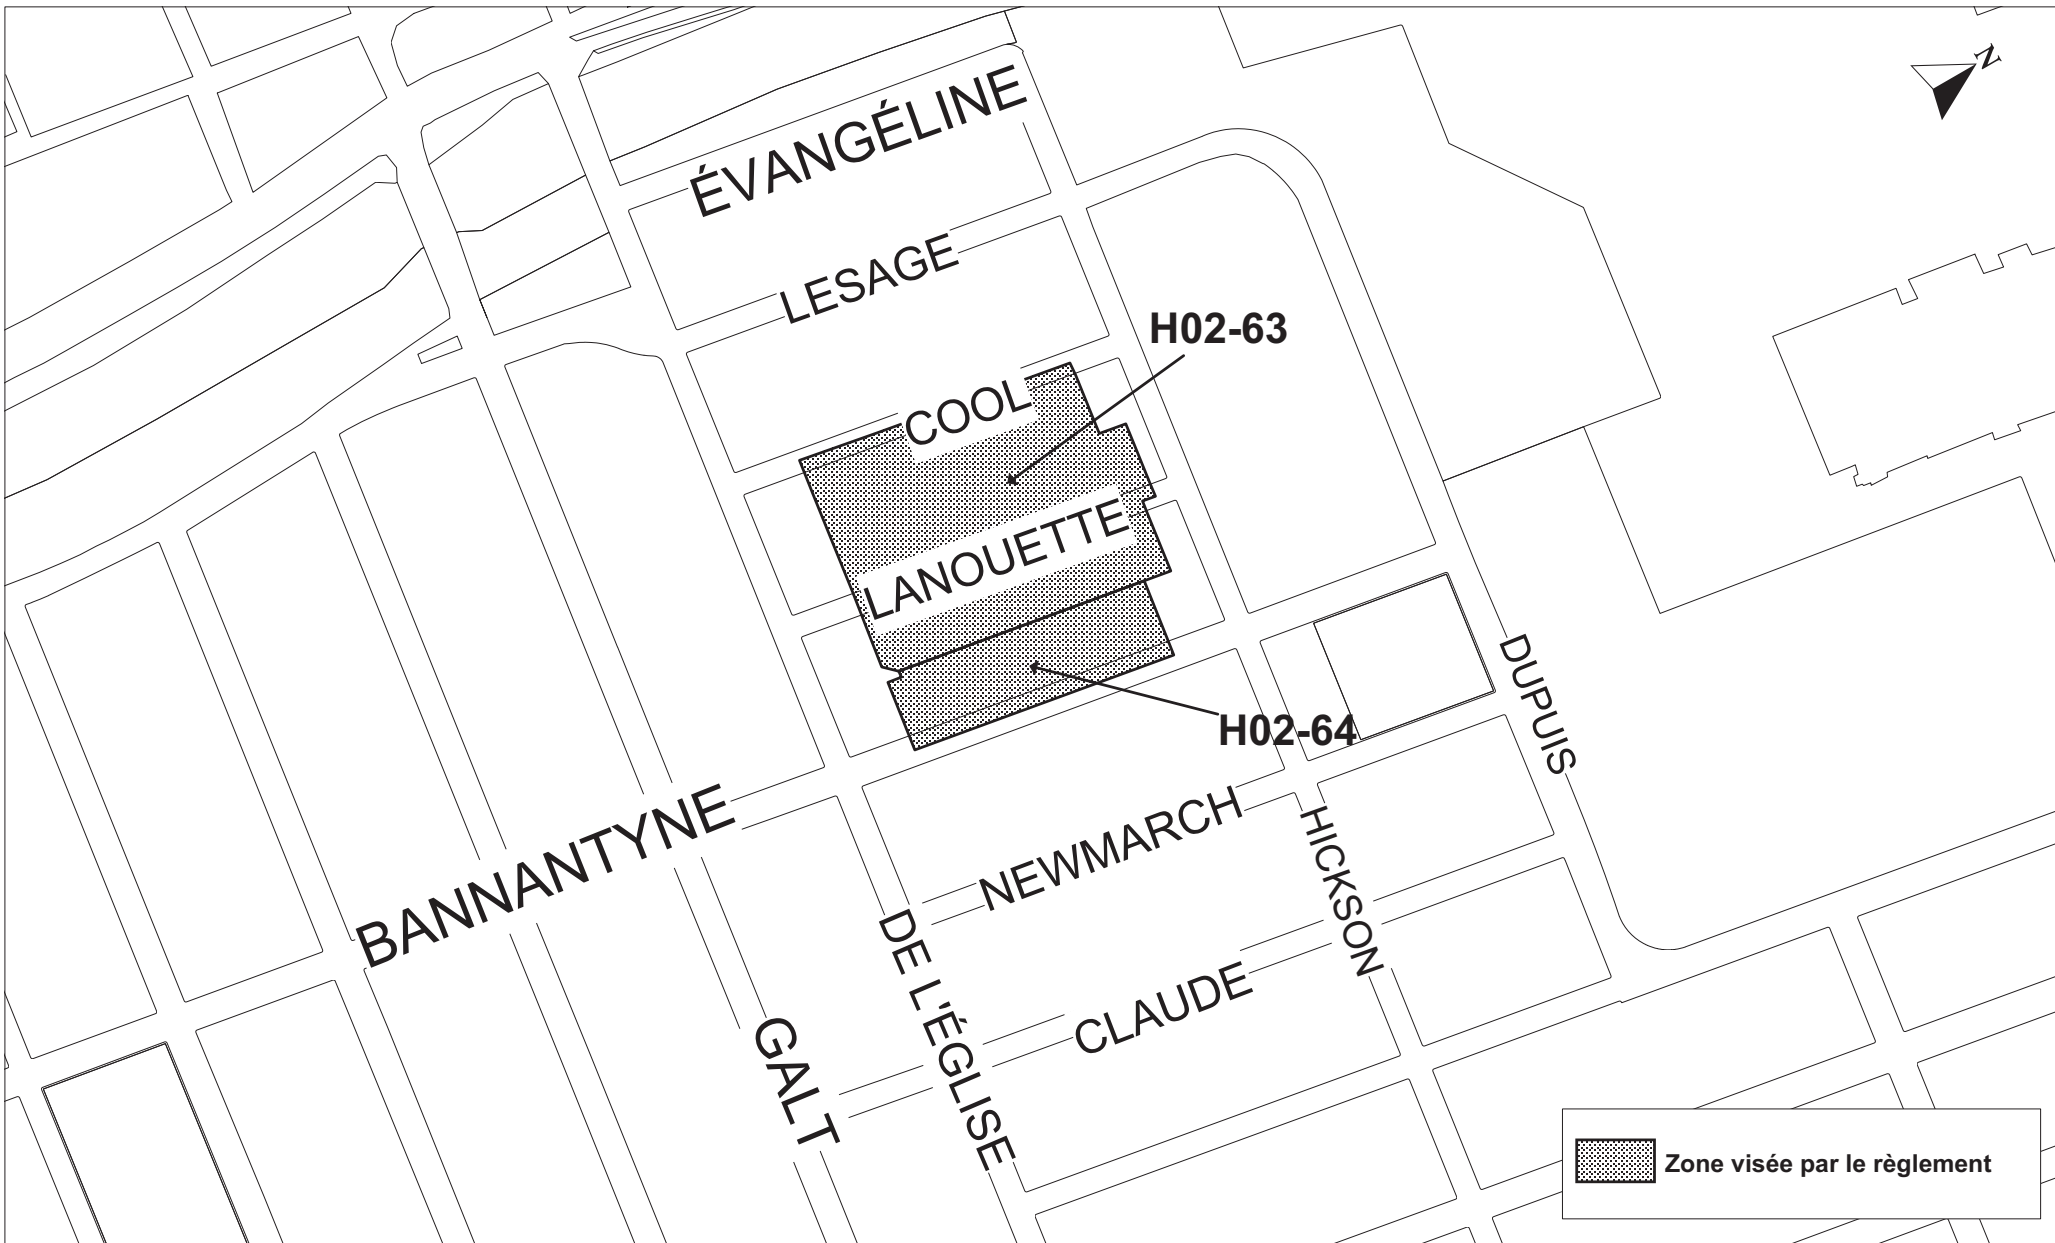 N
ÉVANGÉLINE
LESAGE
H02-63
COOL
LANOUETTE
H02-64
DUPUIS
BANNANTYNE
NEWMARCH
HICKSON
DE L'ÉGLISE
CLAUDE
GALT
Zone visée par le règlement